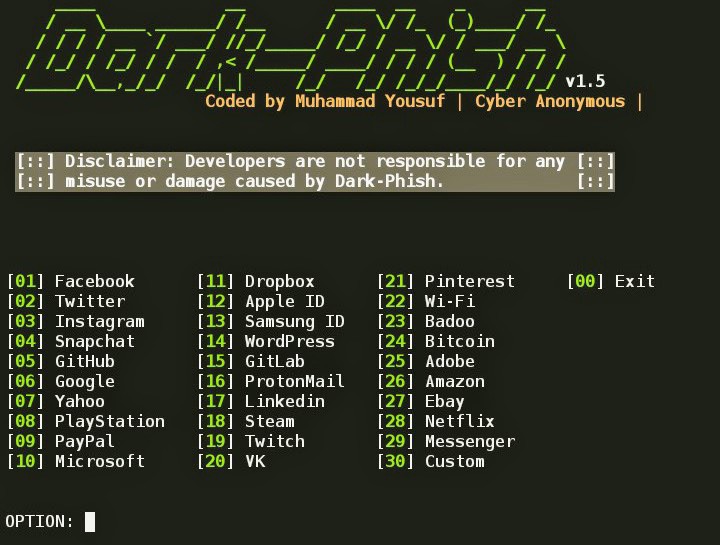 Dark-Phish
v1.5
Coded by Muhammad Yousuf | Cyber Anonymous |
[::] Disclaimer: Developers are not responsible for any [::]
[::] misuse or damage caused by Dark-Phish. [::]
[01] Facebook [11] Dropbox [21] Pinterest [00] Exit
[02] Twitter [12] Apple ID [22] Wi-Fi
[03] Instagram [13] Samsung ID [23] Badoo
[04] Snapchat [14] WordPress [24] Bitcoin
[05] GitHub [15] GitLab [25] Adobe
[06] Google [16] ProtonMail [26] Amazon
[07] Yahoo [17] Linkedin [27] Ebay
[08] PlayStation [18] Steam [28] Netflix
[09] PayPal [19] Twitch [29] Messenger
[10] Microsoft [20] VK [30] Custom
OPTION: